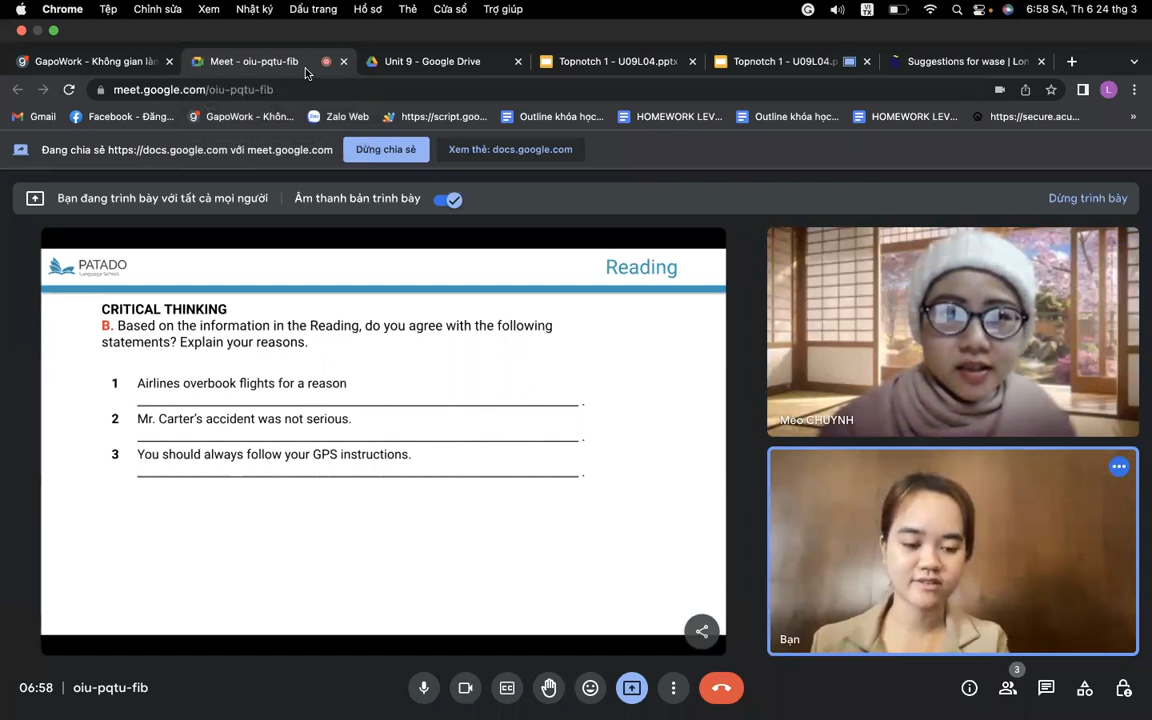 Chrome Tệp Chỉnh sửa Xem Nhật ký Dấu trang Hồ sơ Thẻ Cửa sổ Trợ giúp VI TX 6:58 SA, Th 6 24 thg 3
GapoWork - Không gian làn Meet - oiu-pqtu-fib Unit 9 - Google Drive Topnotch 1 - U09L04.pptx Topnotch 1 - U09L04.p Suggestions for wase | Lon
meet.google.com/oiu-pqtu-fib L
Gmail Facebook - Đăng... GapoWork - Khôn... Zalo Web https://script.goo... Outline khóa học... HOMEWORK LEV... Outline khóa học... HOMEWORK LEV... https://secure.acu...
Đang chia sẻ https://docs.google.com với meet.google.com Dừng chia sẻ Xem thẻ: docs.google.com
Bạn đang trình bày với tất cả mọi người Âm thanh bản trình bày Dừng trình bày
PATADO
Language School
Reading
CRITICAL THINKING
B. Based on the information in the Reading, do you agree with the following
statements? Explain your reasons.
1 Airlines overbook flights for a reason
2 Mr. Carter's accident was not serious.
3 You should always follow your GPS instructions.
Mèo CHUYNH
Bạn
06:58 oiu-pqtu-fib
3